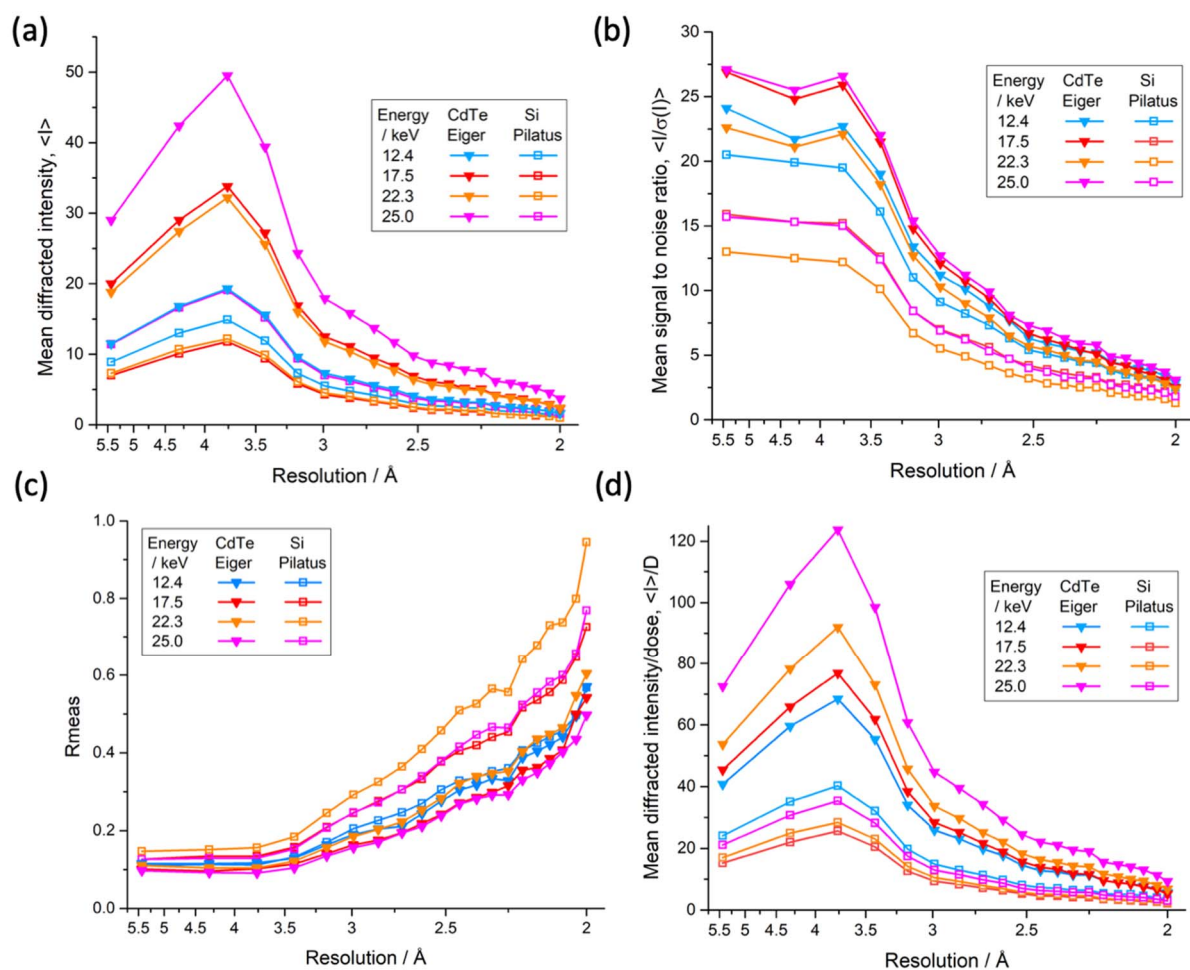 (a)
Mean diffracted intensity, <I>
50
40
30
20
10
0
Energy CdTe Si
/ keV Eiger Pilatus
12.4
17.5
22.3
25.0
5.5 5 4.5 4 3.5 3 2.5 2
Resolution / Å
(b)
Mean signal to noise ratio, <I/σ(I)>
30
25
20
15
10
5
0
Energy CdTe Si
/ keV Eiger Pilatus
12.4
17.5
22.3
25.0
5.5 5 4.5 4 3.5 3 2.5 2
Resolution / Å
(c)
Rmeas
1.0
0.8
0.6
0.4
0.2
0.0
Energy CdTe Si
/ keV Eiger Pilatus
12.4
17.5
22.3
25.0
5.5 5 4.5 4 3.5 3 2.5 2
Resolution / Å
(d)
Mean diffracted intensity/dose, <I>/D
120
100
80
60
40
20
0
Energy CdTe Si
/ keV Eiger Pilatus
12.4
17.5
22.3
25.0
5.5 5 4.5 4 3.5 3 2.5 2
Resolution / Å